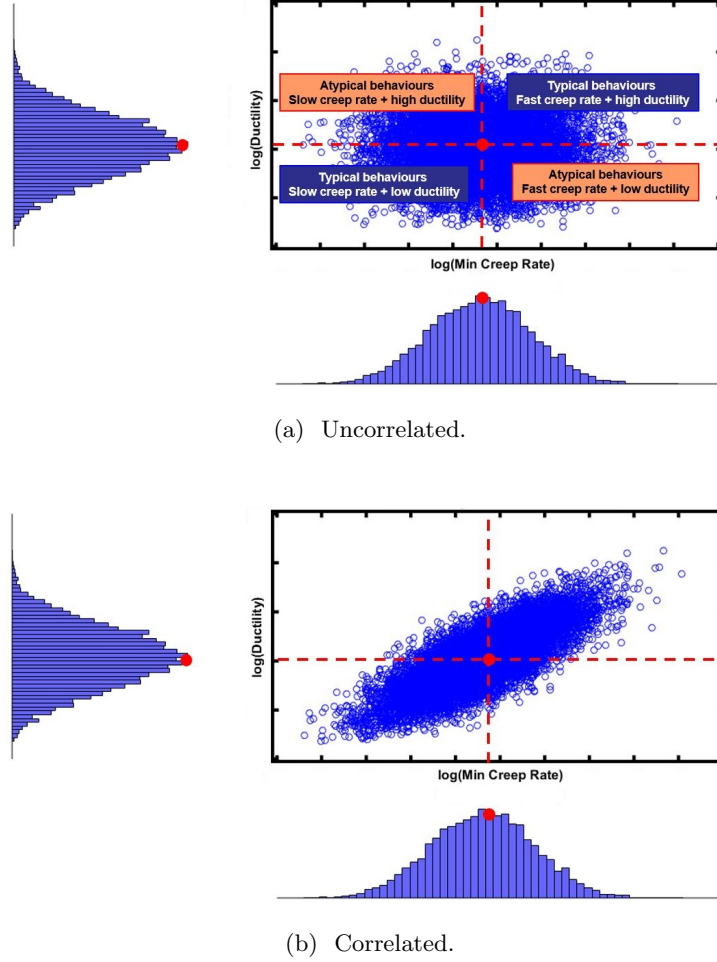 Atypical behaviours
Slow creep rate + high ductility
Typical behaviours
Fast creep rate + high ductility
log(Ductility)
Typical behaviours
Slow creep rate + low ductility
Atypical behaviours
Fast creep rate + low ductility
log(Min Creep Rate)
(a) Uncorrelated.
log(Ductility)
log(Min Creep Rate)
(b) Correlated.